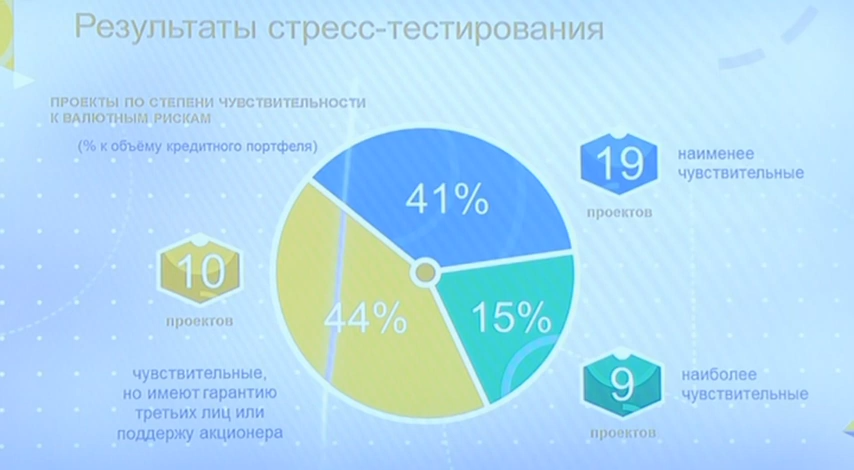 Результаты стресс-тестирования
ПРОЕКТЫ ПО СТЕПЕНИ ЧУВСТВИТЕЛЬНОСТИ
К ВАЛЮТНЫМ РИСКАМ
(% к объёму кредитного портфеля)
41%
19
проектов
наименее
чувствительные
10
проектов
44%
15%
чувствительные,
но имеют гарантию
третьих лиц или
поддержу акционера
9
проектов
наиболее
чувствительные